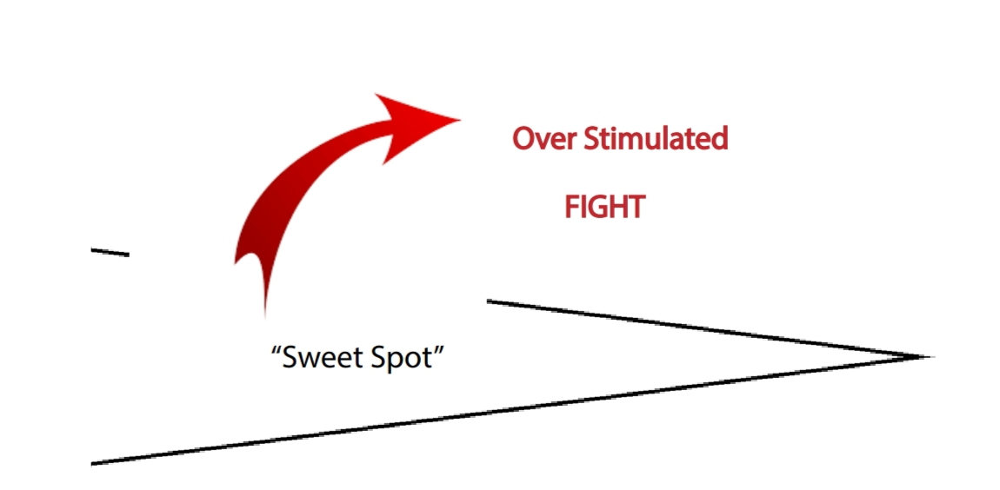 Over Stimulated
FIGHT
“Sweet Spot”